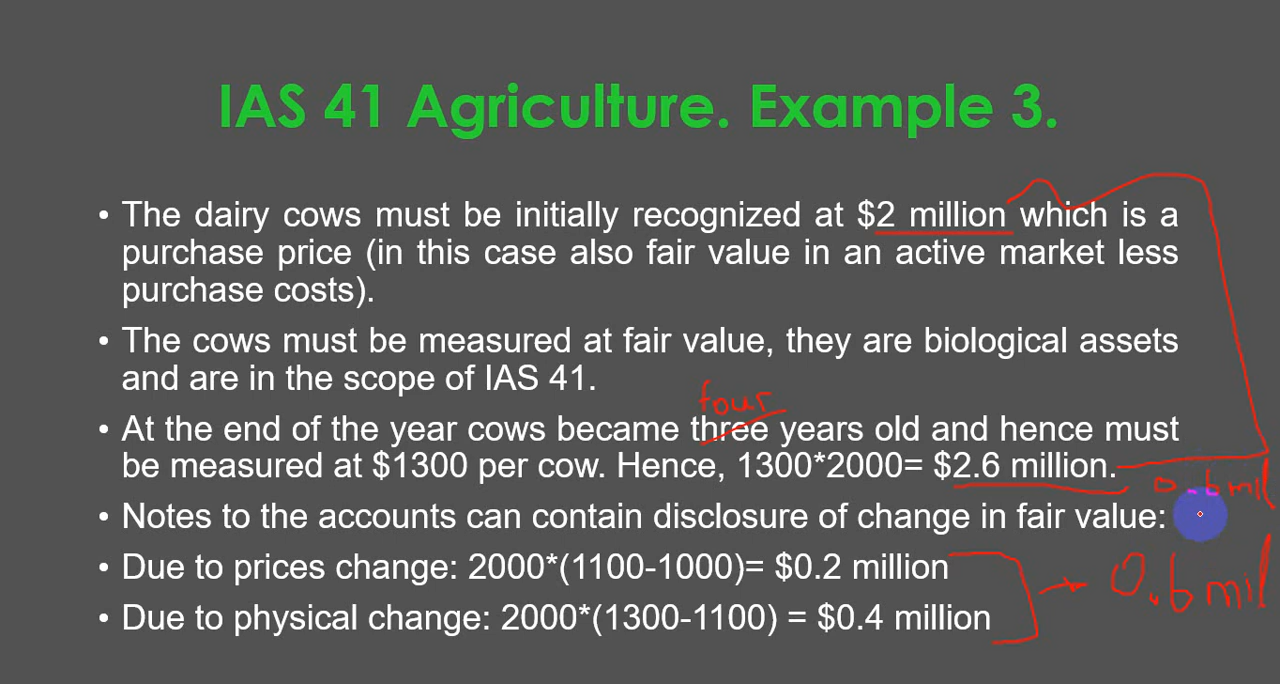 IAS 41 Agriculture. Example 3.
• The dairy cows must be initially recognized at $2 million which is a
purchase price (in this case also fair value in an active market less
purchase costs).
• The cows must be measured at fair value, they are biological assets
and are in the scope of IAS 41.
four
• At the end of the year cows became three years old and hence must
be measured at $1300 per cow. Hence, 1300*2000= $2.6 million.
0.6 mil
• Notes to the accounts can contain disclosure of change in fair value:
• Due to prices change: 2000*(1100-1000)= $0.2 million
0.6 mil
• Due to physical change: 2000*(1300-1100) = $0.4 million